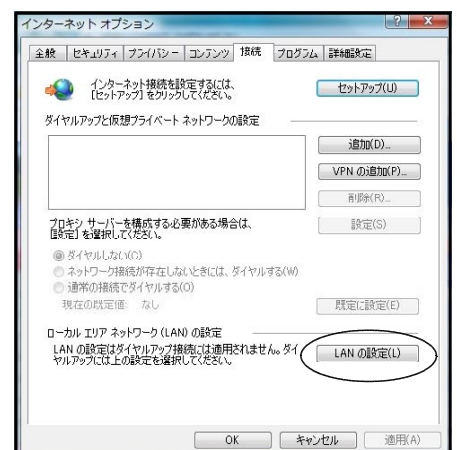 インターネット オプション
全般 セキュリティ プライバシー コンテンツ 接続 プログラム 詳細設定
インターネット接続を設定するには、
[セットアップ] をクリックしてください。
セットアップ(U)
ダイヤルアップと仮想プライベート ネットワークの設定
追加(D)...
VPN の追加(P)...
削除(R)...
プロキシ サーバーを構成する必要がある場合は、
[設定] を選択してください。
設定(S)
ダイヤルしない(C)
ネットワーク接続が存在しないときには、ダイヤルする(W)
通常の接続でダイヤルする(O)
現在の既定値: なし
既定に設定(E)
ローカル エリア ネットワーク (LAN) の設定
LAN の設定はダイヤルアップ接続には適用されません。ダイ
ヤルアップには上の設定を選択してください。
LAN の設定(L)
OK キャンセル 適用(A)